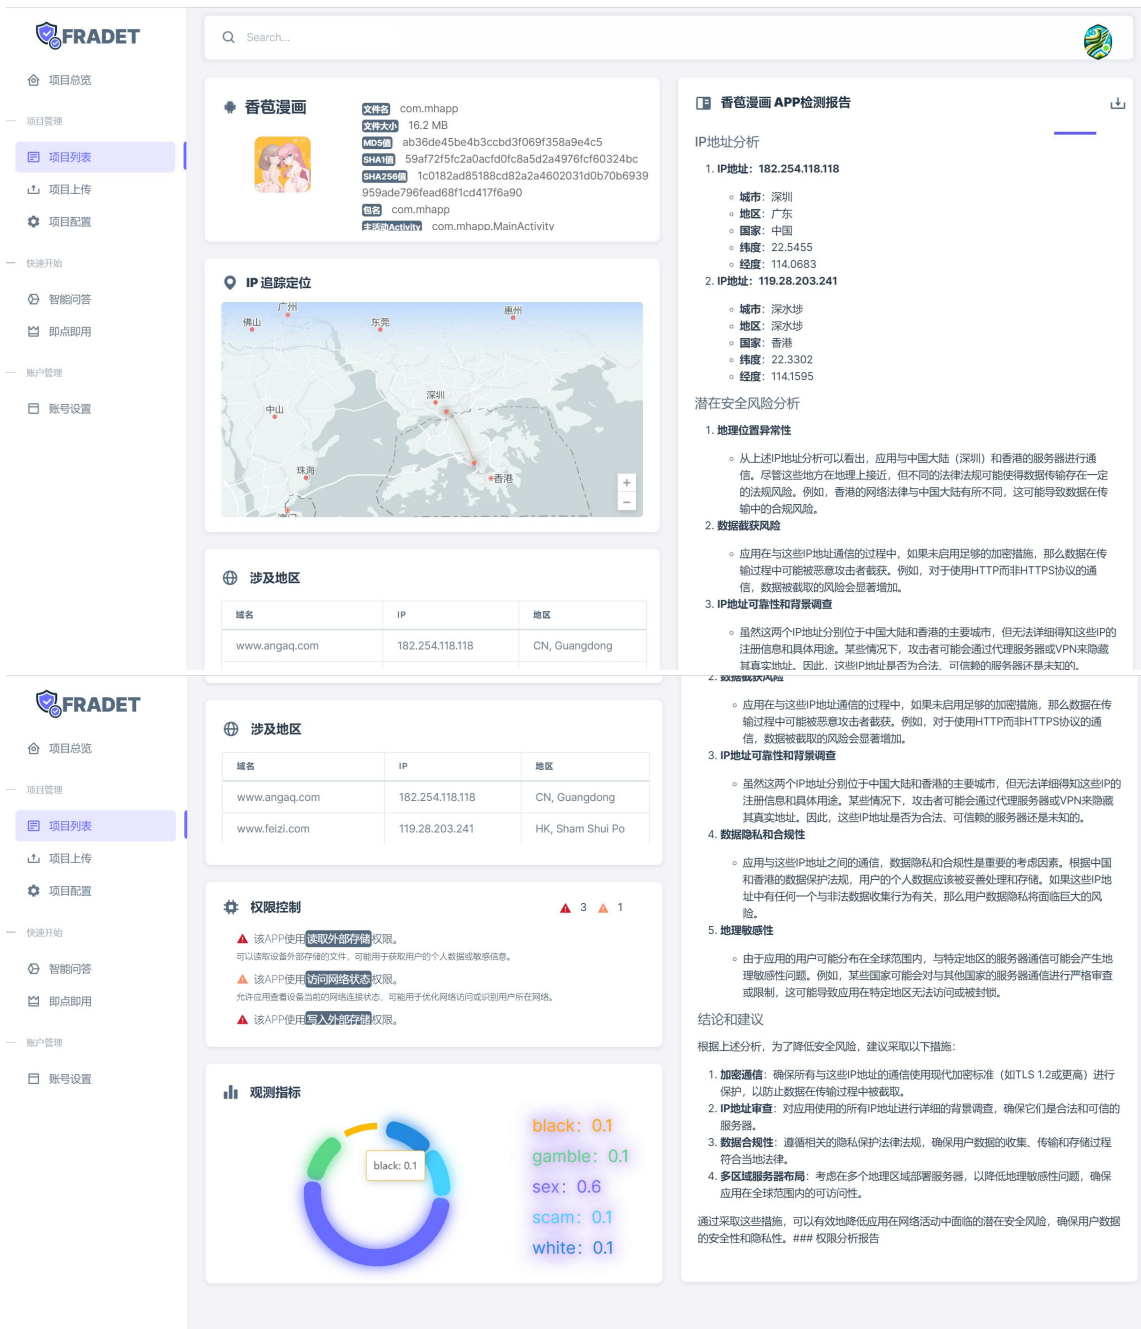 FRADET
Search...
项目总览
项目管理
项目列表
项目上传
项目配置
快速开始
智能问答
即点即用
账户管理
账号设置
香苞漫画
文件名 com.mhapp
文件大小 16.2 MB
MD5值 ab36de45be4b3ccbd3f069f358a9e4c5
SHA1值 59af72f5fc2a0acfd0fc8a5d2a4976fcf60324bc
SHA256值 1c0182ad85188cd82a2a4602031d0b70b6939
959ade796fead68f1cd417f6a90
包名 com.mhapp
主活动Activity com.mhapp.MainActivity
IP 追踪定位
广州
惠州
佛山
东莞
深圳
中山
珠海
香港
澳门
+
−
涉及地区
域名 IP 地区
www.angaq.com 182.254.118.118 CN, Guangdong
香苞漫画 APP检测报告
IP地址分析
1. IP地址：182.254.118.118
城市：深圳
地区：广东
国家：中国
纬度：22.5455
经度：114.0683
2. IP地址：119.28.203.241
城市：深水埗
地区：深水埗
国家：香港
纬度：22.3302
经度：114.1595
潜在安全风险分析
1. 地理位置异常性
从上述IP地址分析可以看出，应用与中国大陆（深圳）和香港的服务器进行通
信。尽管这些地方在地理上接近，但不同的法律法规可能使得数据传输存在一定
的法规风险。例如，香港的网络法律与中国大陆有所不同，这可能导致数据在传
输中的合规风险。
2. 数据截获风险
应用在与这些IP地址通信的过程中，如果未启用足够的加密措施，那么数据在传
输过程中可能被恶意攻击者截获。例如，对于使用HTTP而非HTTPS协议的通
信，数据被截取的风险会显著增加。
3. IP地址可靠性和背景调查
虽然这两个IP地址分别位于中国大陆和香港的主要城市，但无法详细得知这些IP的
注册信息和具体用途。某些情况下，攻击者可能会通过代理服务器或VPN来隐藏
其真实地址。因此，这些IP地址是否为合法、可信赖的服务器还是未知的。
FRADET
项目总览
项目管理
项目列表
项目上传
项目配置
快速开始
智能问答
即点即用
账户管理
账号设置
涉及地区
域名 IP 地区
www.angaq.com 182.254.118.118 CN, Guangdong
www.feizi.com 119.28.203.241 HK, Sham Shui Po
权限控制 3 1
该APP使用读取外部存储权限。
可以读取设备外部存储的文件，可能用于获取用户的个人数据或敏感信息。
该APP使用访问网络状态权限。
允许应用查看设备当前的网络连接状态，可能用于优化网络访问或识别用户所在网络。
该APP使用写入外部存储权限。
观测指标
black: 0.1
black: 0.1
gamble: 0.1
sex: 0.6
scam: 0.1
white: 0.1
2. 数据截获风险
应用在与这些IP地址通信的过程中，如果未启用足够的加密措施，那么数据在传
输过程中可能被恶意攻击者截获。例如，对于使用HTTP而非HTTPS协议的通
信，数据被截取的风险会显著增加。
3. IP地址可靠性和背景调查
虽然这两个IP地址分别位于中国大陆和香港的主要城市，但无法详细得知这些IP的
注册信息和具体用途。某些情况下，攻击者可能会通过代理服务器或VPN来隐藏
其真实地址。因此，这些IP地址是否为合法、可信赖的服务器还是未知的。
4. 数据隐私和合规性
应用与这些IP地址之间的通信，数据隐私和合规性是重要的考虑因素。根据中国
和香港的数据保护法规，用户的个人数据应该被妥善处理和存储。如果这些IP地
址中有任何一个与非法数据收集行为有关，那么用户数据隐私将面临巨大的风
险。
5. 地理敏感性
由于应用的用户可能分布在全球范围内，与特定地区的服务器通信可能会产生地
理敏感性问题。例如，某些国家可能会对与其他国家的服务器通信进行严格审查
或限制，这可能导致应用在特定地区无法访问或被封锁。
结论和建议
根据上述分析，为了降低安全风险，建议采取以下措施：
1. 加密通信：确保所有与这些IP地址的通信使用现代加密标准（如TLS 1.2或更高）进行
保护，以防止数据在传输过程中被截取。
2. IP地址审查：对应用使用的所有IP地址进行详细的背景调查，确保它们是合法和可信的
服务器。
3. 数据合规性：遵循相关的隐私保护法律法规，确保用户数据的收集、传输和存储过程
符合当地法律。
4. 多区域服务器布局：考虑在多个地理区域部署服务器，以降低地理敏感性问题，确保
应用在全球范围内的可访问性。
通过采取这些措施，可以有效地降低应用在网络活动中面临的潜在安全风险，确保用户数据
的安全性和隐私性。### 权限分析报告